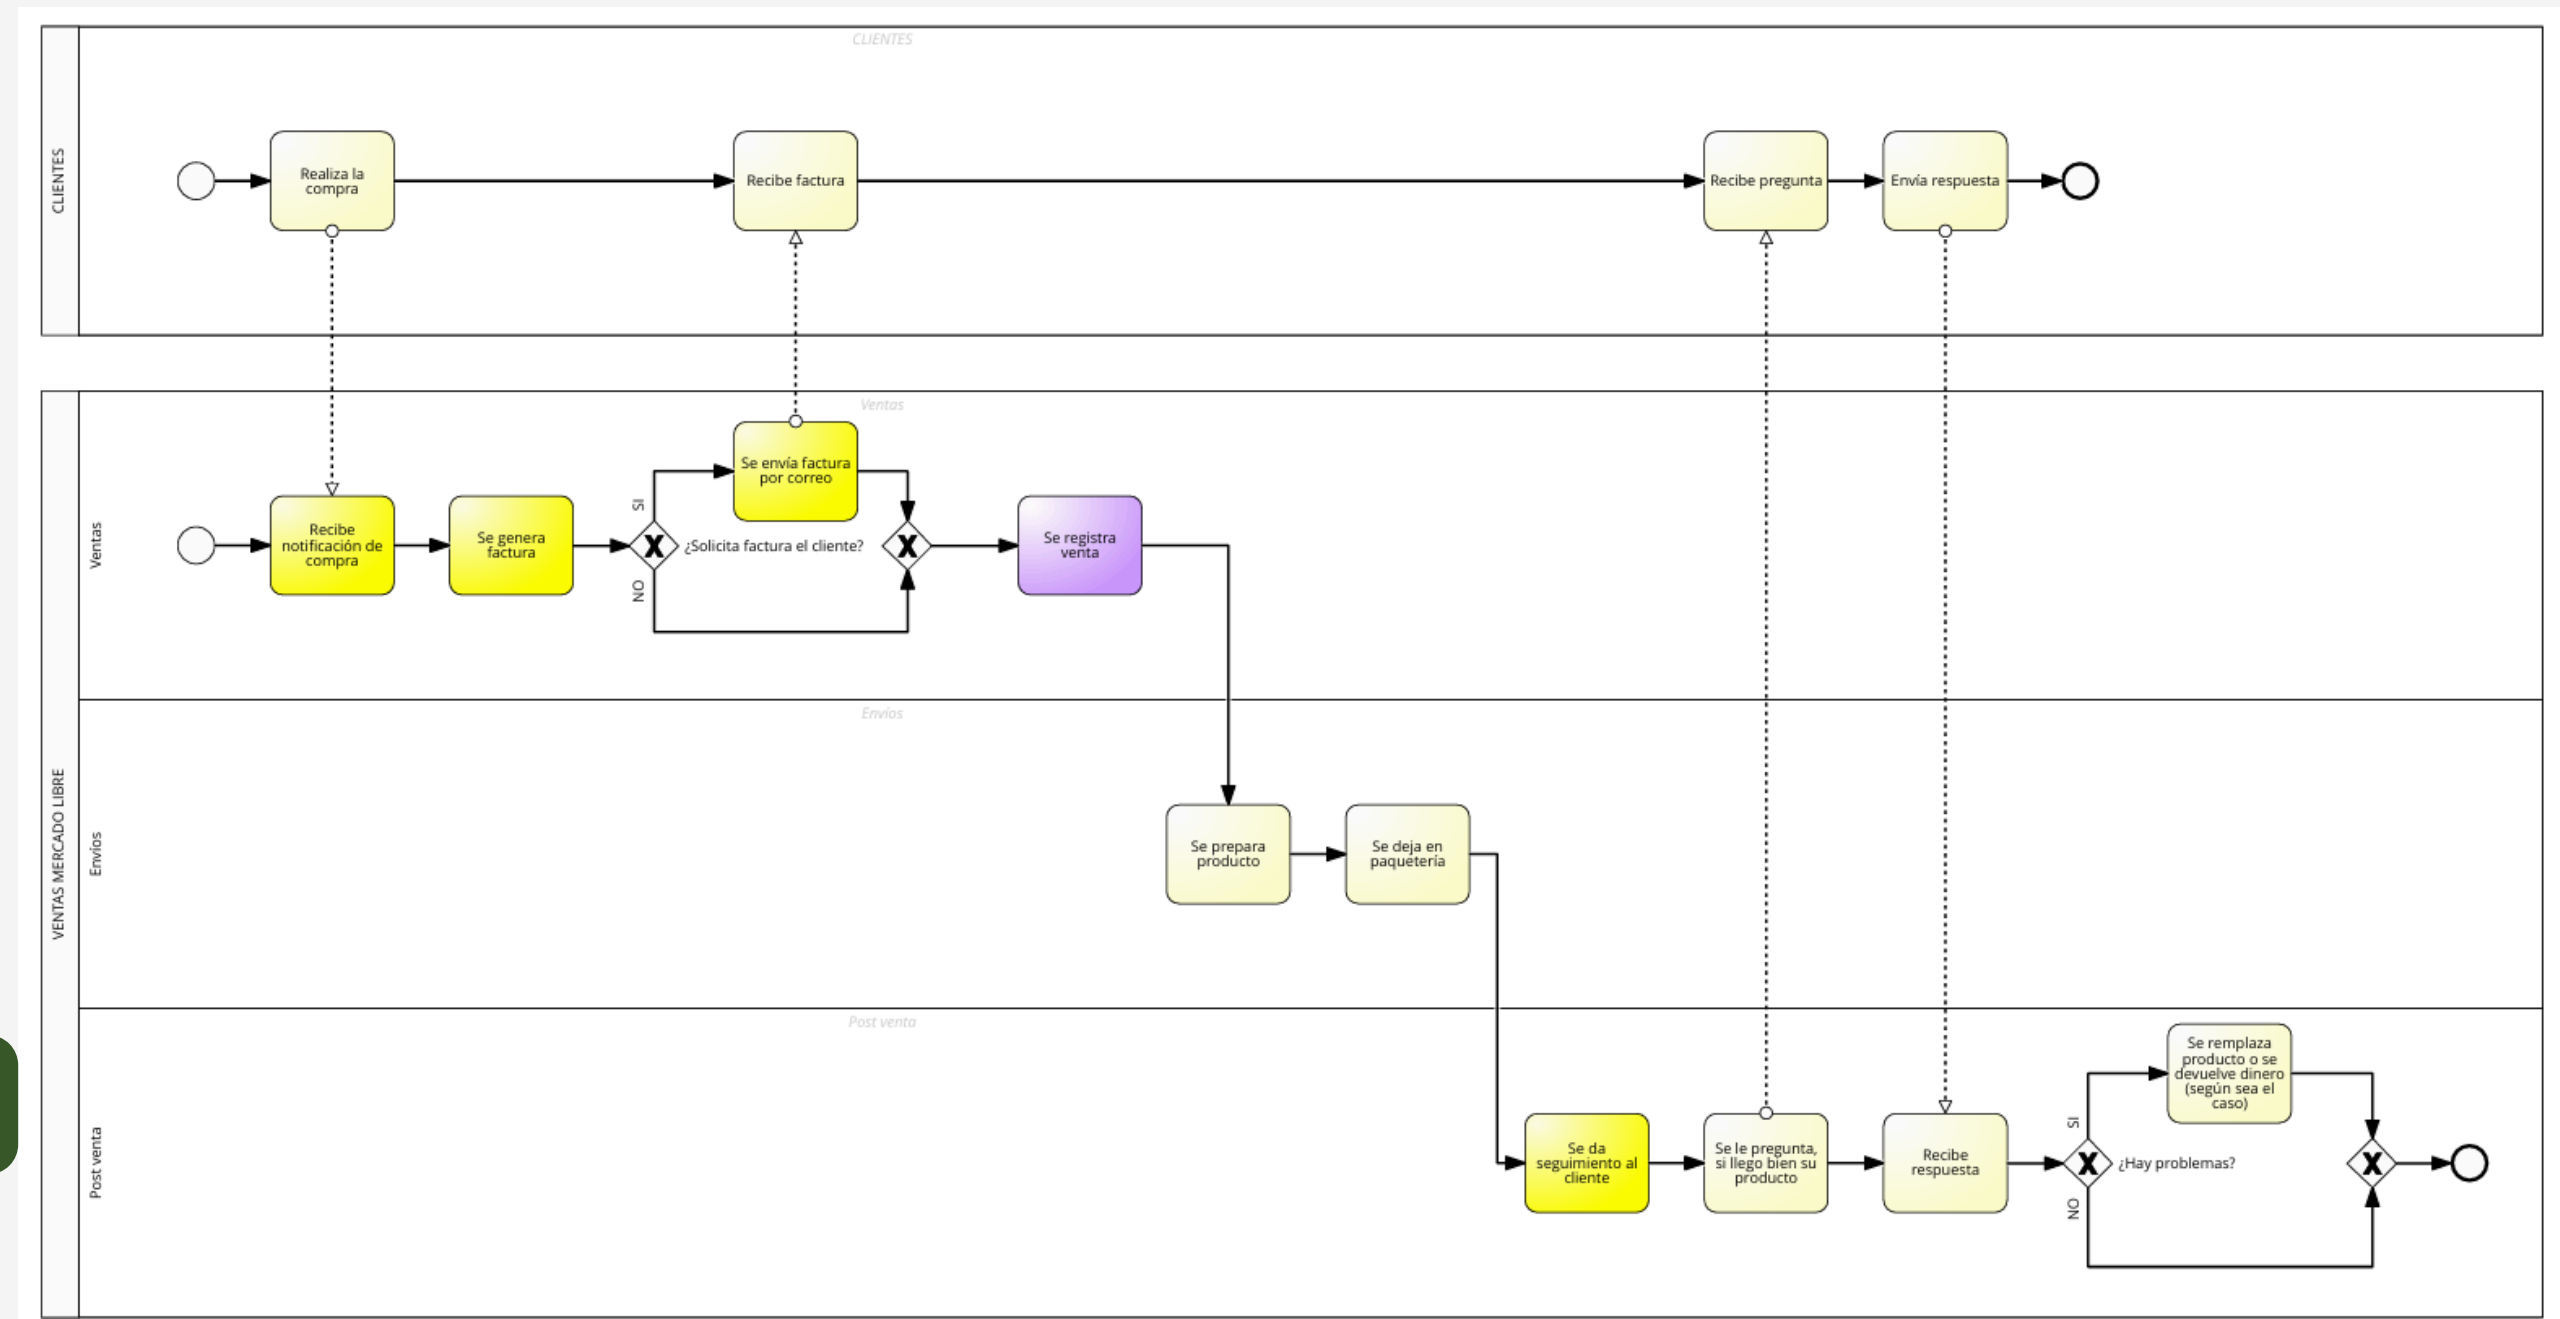 CLIENTES
CLIENTES
Realiza la
compra
Recibe factura
Recibe pregunta
Envía respuesta
VENTAS MERCADO LIBRE
Ventas
Ventas
Recibe
notificación de
compra
Se genera
factura
SI
NO
¿Solicita factura el cliente?
Se envía factura
por correo
Se registra
venta
Envíos
Envíos
Se prepara
producto
Se deja en
paquetería
Post venta
Post venta
Se da
seguimiento al
cliente
Se le pregunta,
si llego bien su
producto
Recibe
respuesta
SI
NO
¿Hay problemas?
Se remplaza
producto o se
devuelve dinero
(según sea el
caso)